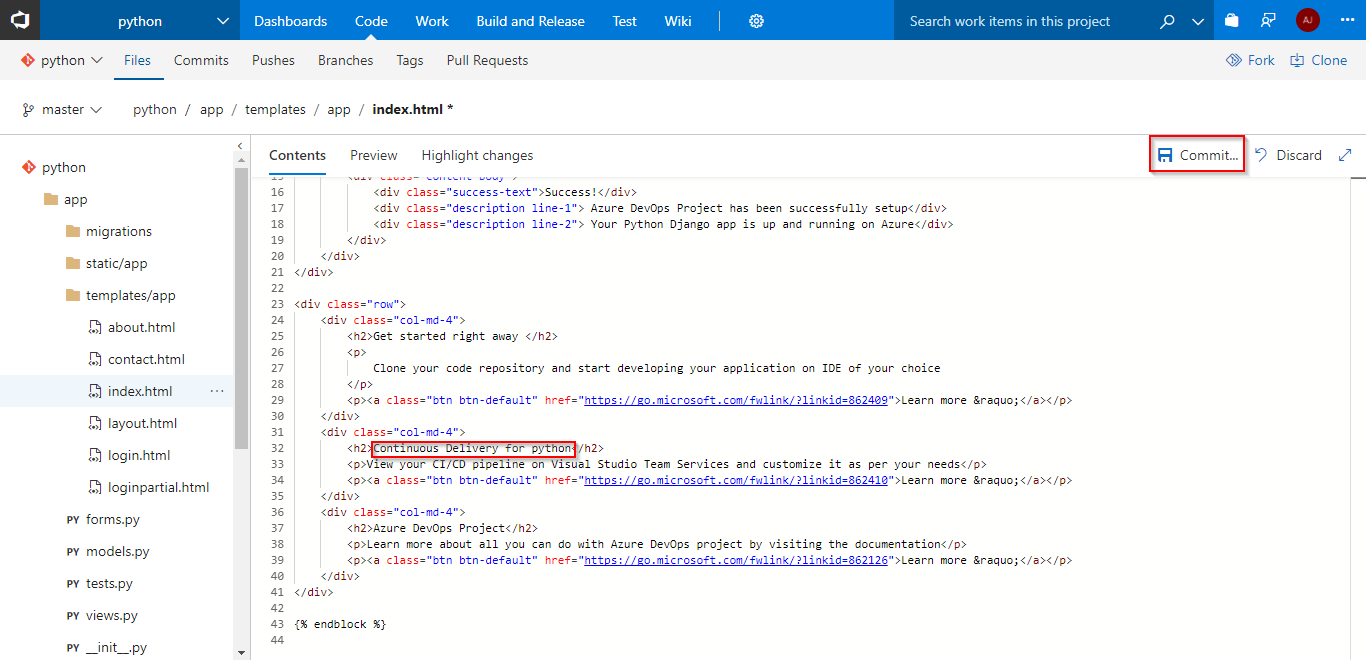 python Dashboards Code Work Build and Release Test Wiki Search work items in this project AJ
python Files Commits Pushes Branches Tags Pull Requests Fork Clone
master python / app / templates / app / index.html *
Contents Preview Highlight changes Commit... Discard
python
app
migrations
static/app
templates/app
about.html
contact.html
index.html ...
layout.html
login.html
loginpartial.html
PY forms.py
PY models.py
PY tests.py
PY views.py
PY __init__.py
15 <div class="content-body">
16 <div class="success-text">Success!</div>
17 <div class="description line-1"> Azure DevOps Project has been successfully setup</div>
18 <div class="description line-2"> Your Python Django app is up and running on Azure</div>
19 </div>
20 </div>
21 </div>
22
23 <div class="row">
24 <div class="col-md-4">
25 <h2>Get started right away </h2>
26 <p>
27 Clone your code repository and start developing your application on IDE of your choice
28 </p>
29 <p><a class="btn btn-default" href="https://go.microsoft.com/fwlink/?linkid=862409">Learn more &raquo;</a></p>
30 </div>
31 <div class="col-md-4">
32 <h2>Continuous Delivery for python</h2>
33 <p>View your CI/CD pipeline on Visual Studio Team Services and customize it as per your needs</p>
34 <p><a class="btn btn-default" href="https://go.microsoft.com/fwlink/?linkid=862410">Learn more &raquo;</a></p>
35 </div>
36 <div class="col-md-4">
37 <h2>Azure DevOps Project</h2>
38 <p>Learn more about all you can do with Azure DevOps project by visiting the documentation</p>
39 <p><a class="btn btn-default" href="https://go.microsoft.com/fwlink/?linkid=862126">Learn more &raquo;</a></p>
40 </div>
41 </div>
42
43 {% endblock %}
44